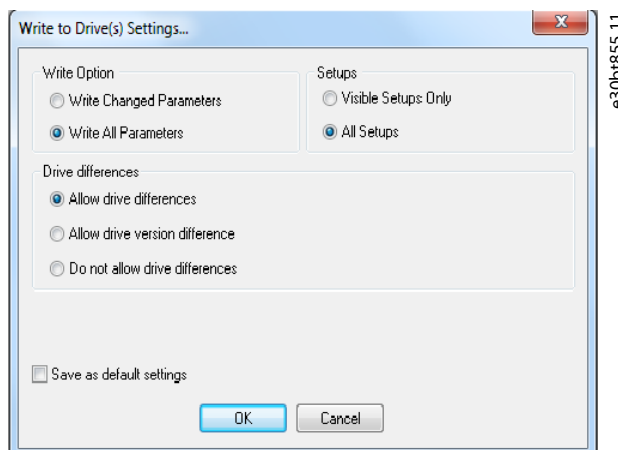 Write to Drive(s) Settings...
Write Option
Write Changed Parameters
Write All Parameters
Setups
Visible Setups Only
All Setups
Drive differences
Allow drive differences
Allow drive version difference
Do not allow drive differences
Save as default settings
OK
Cancel
e30bt855.11